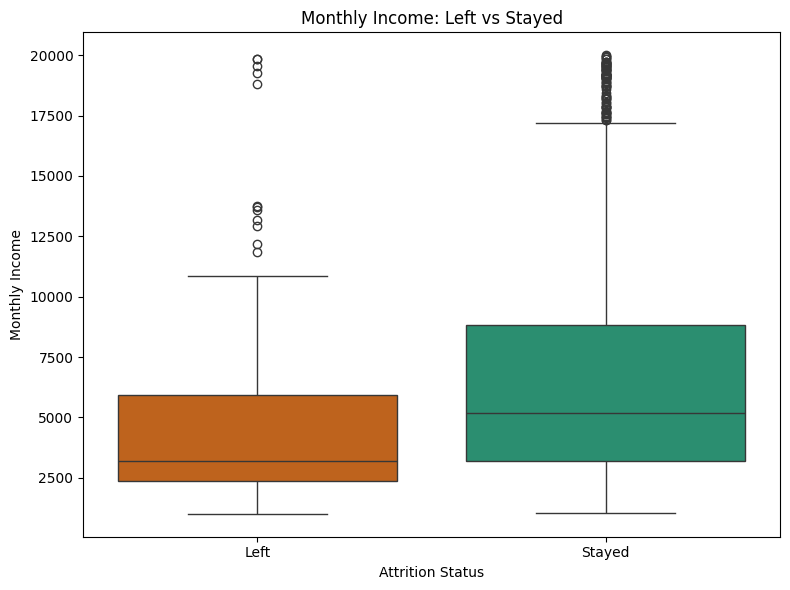 Monthly Income: Left vs Stayed
20000
17500
15000
12500
10000
7500
5000
2500
Monthly Income
Left
Stayed
Attrition Status